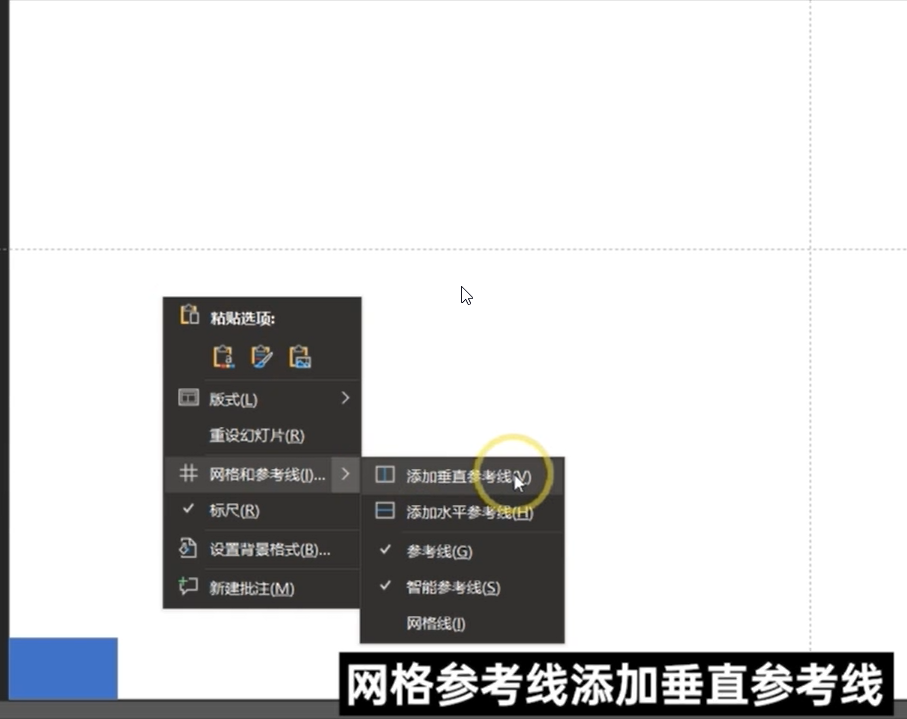 粘贴选项:
版式(L)
重设幻灯片(R)
网格和参考线(I)...
标尺(R)
设置背景格式(B)...
新建批注(M)
添加垂直参考线(V)
添加水平参考线(H)
参考线(G)
智能参考线(S)
网格线(I)
网格参考线添加垂直参考线